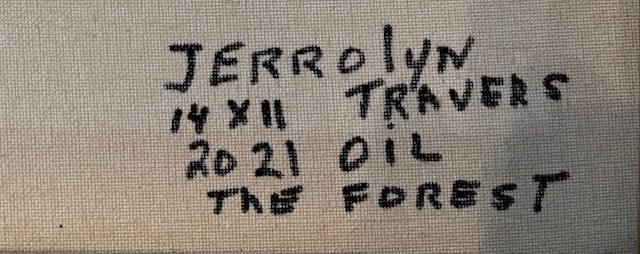 JERROlYN
14 X 11 TRAVERS
2021 OIL
ThE FOREST